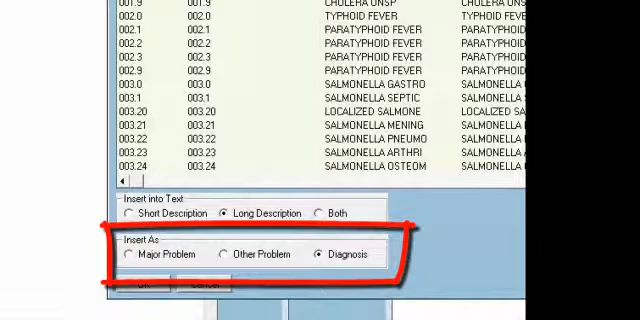 001.9 001.9 CHOLERA UNSP CHOLERA UNSP
002.0 002.0 TYPHOID FEVER TYPHOID FEV
002.1 002.1 PARATYPHOID FEVER PARATYPHOID
002.2 002.2 PARATYPHOID FEVER PARATYPHOID
002.3 002.3 PARATYPHOID FEVER PARATYPHOID
002.9 002.9 PARATYPHOID FEVER PARATYPHOID
003.0 003.0 SALMONELLA GASTRO SALMONELLA
003.1 003.1 SALMONELLA SEPTIC SALMONELLA
003.20 003.20 LOCALIZED SALMONE LOCALIZED SA
003.21 003.21 SALMONELLA MENING SALMONELLA
003.22 003.22 SALMONELLA PNEUMO SALMONELLA
003.23 003.23 SALMONELLA ARTHRI SALMONELLA
003.24 003.24 SALMONELLA OSTEOM SALMONELLA
Insert into Text
Short Description Long Description Both
Insert As
Major Problem Other Problem Diagnosis